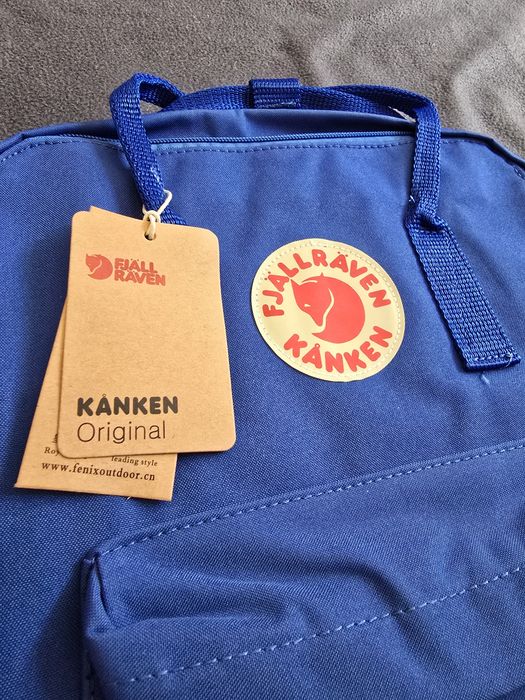 FJÄLL
RÄVEN
KÅNKEN
Original
leading style
www.fenixoutdoor.cn
FJÄLLRÄVEN
KÅNKEN